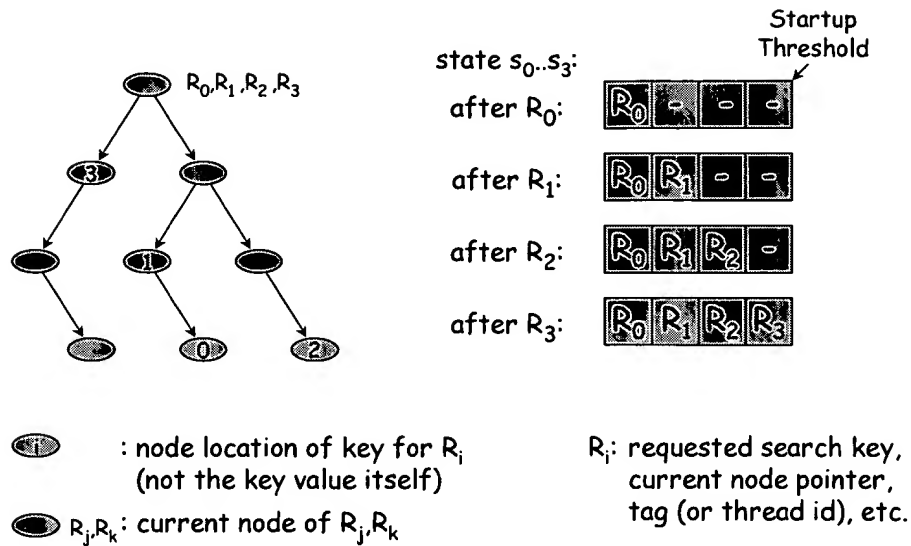 Startup
Threshold
R0,R1,R2,R3
state s0..s3:
after R0: R0 - - -
3
after R1: R0 R1 - -
1
after R2: R0 R1 R2 -
0
2
after R3: R0 R1 R2 R3
i : node location of key for Ri
(not the key value itself)
Rj,Rk : current node of Rj,Rk
Ri: requested search key,
current node pointer,
tag (or thread id), etc.